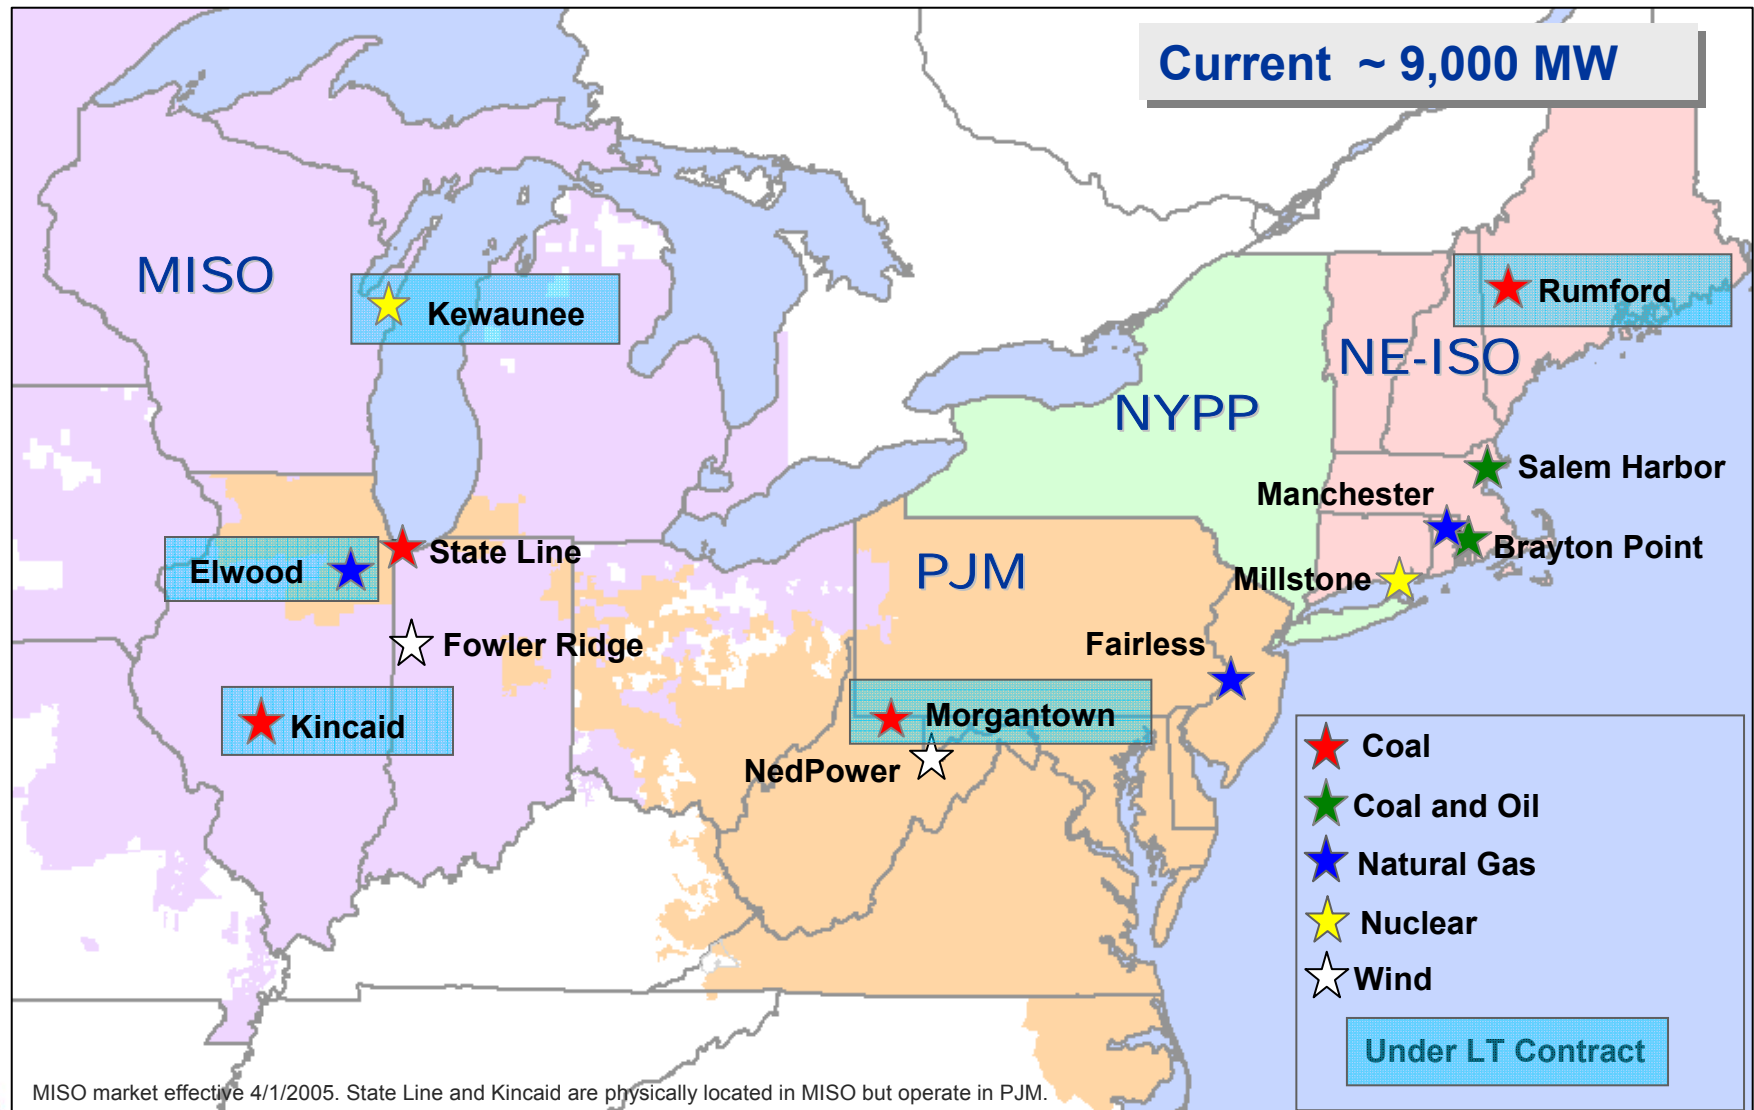 Current ~ 9,000 MW
MISO
Kewaunee
Rumford
NE-ISO
NYPP
Salem Harbor
Manchester
State Line
Brayton Point
Elwood
PJM
Millstone
Fowler Ridge
Fairless
Kincaid
Morgantown
NedPower
Coal
Coal and Oil
Natural Gas
Nuclear
Wind
Under LT Contract
MISO market effective 4/1/2005. State Line and Kincaid are physically located in MISO but operate in PJM.